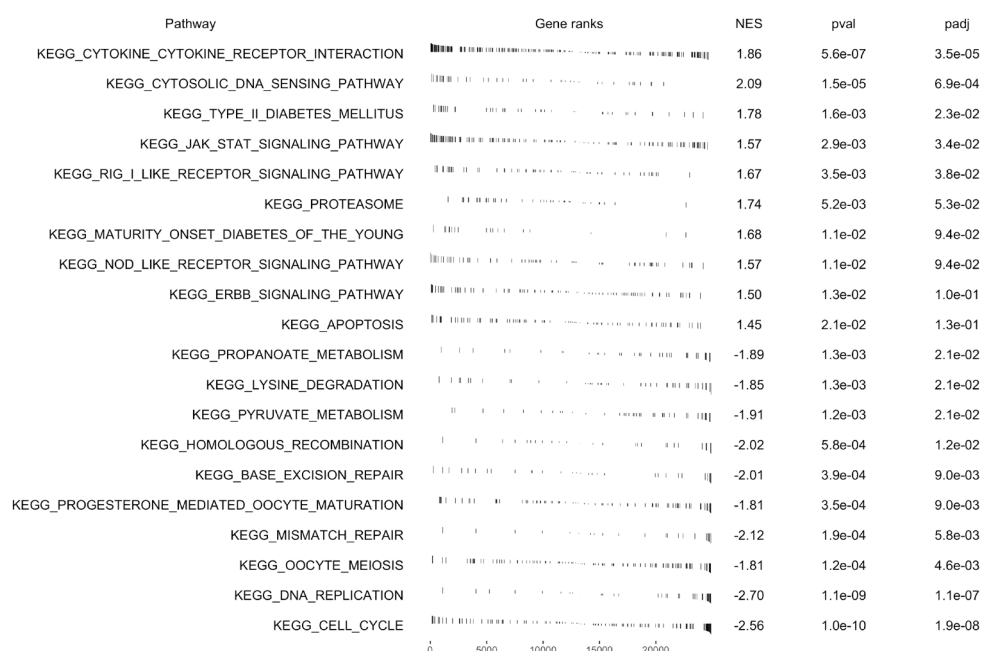 Pathway Gene ranks NES pval padj
KEGG_CYTOKINE_CYTOKINE_RECEPTOR_INTERACTION 1.86 5.6e-07 3.5e-05
KEGG_CYTOSOLIC_DNA_SENSING_PATHWAY 2.09 1.5e-05 6.9e-04
KEGG_TYPE_II_DIABETES_MELLITUS 1.78 1.6e-03 2.3e-02
KEGG_JAK_STAT_SIGNALING_PATHWAY 1.57 2.9e-03 3.4e-02
KEGG_RIG_I_LIKE_RECEPTOR_SIGNALING_PATHWAY 1.67 3.5e-03 3.8e-02
KEGG_PROTEASOME 1.74 5.2e-03 5.3e-02
KEGG_MATURITY_ONSET_DIABETES_OF_THE_YOUNG 1.68 1.1e-02 9.4e-02
KEGG_NOD_LIKE_RECEPTOR_SIGNALING_PATHWAY 1.57 1.1e-02 9.4e-02
KEGG_ERBB_SIGNALING_PATHWAY 1.50 1.3e-02 1.0e-01
KEGG_APOPTOSIS 1.45 2.1e-02 1.3e-01
KEGG_PROPANOATE_METABOLISM -1.89 1.3e-03 2.1e-02
KEGG_LYSINE_DEGRADATION -1.85 1.3e-03 2.1e-02
KEGG_PYRUVATE_METABOLISM -1.91 1.2e-03 2.1e-02
KEGG_HOMOLOGOUS_RECOMBINATION -2.02 5.8e-04 1.2e-02
KEGG_BASE_EXCISION_REPAIR -2.01 3.9e-04 9.0e-03
KEGG_PROGESTERONE_MEDIATED_OOCYTE_MATURATION -1.81 3.5e-04 9.0e-03
KEGG_MISMATCH_REPAIR -2.12 1.9e-04 5.8e-03
KEGG_OOCYTE_MEIOSIS -1.81 1.2e-04 4.6e-03
KEGG_DNA_REPLICATION -2.70 1.1e-09 1.1e-07
KEGG_CELL_CYCLE -2.56 1.0e-10 1.9e-08
0 5000 10000 15000 20000